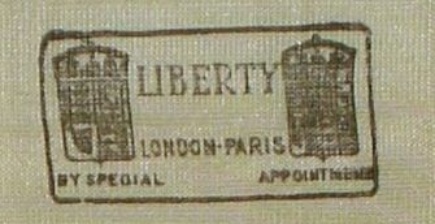 LIBERTY
LONDON-PARIS
BY SPECIAL APPOINTMENT